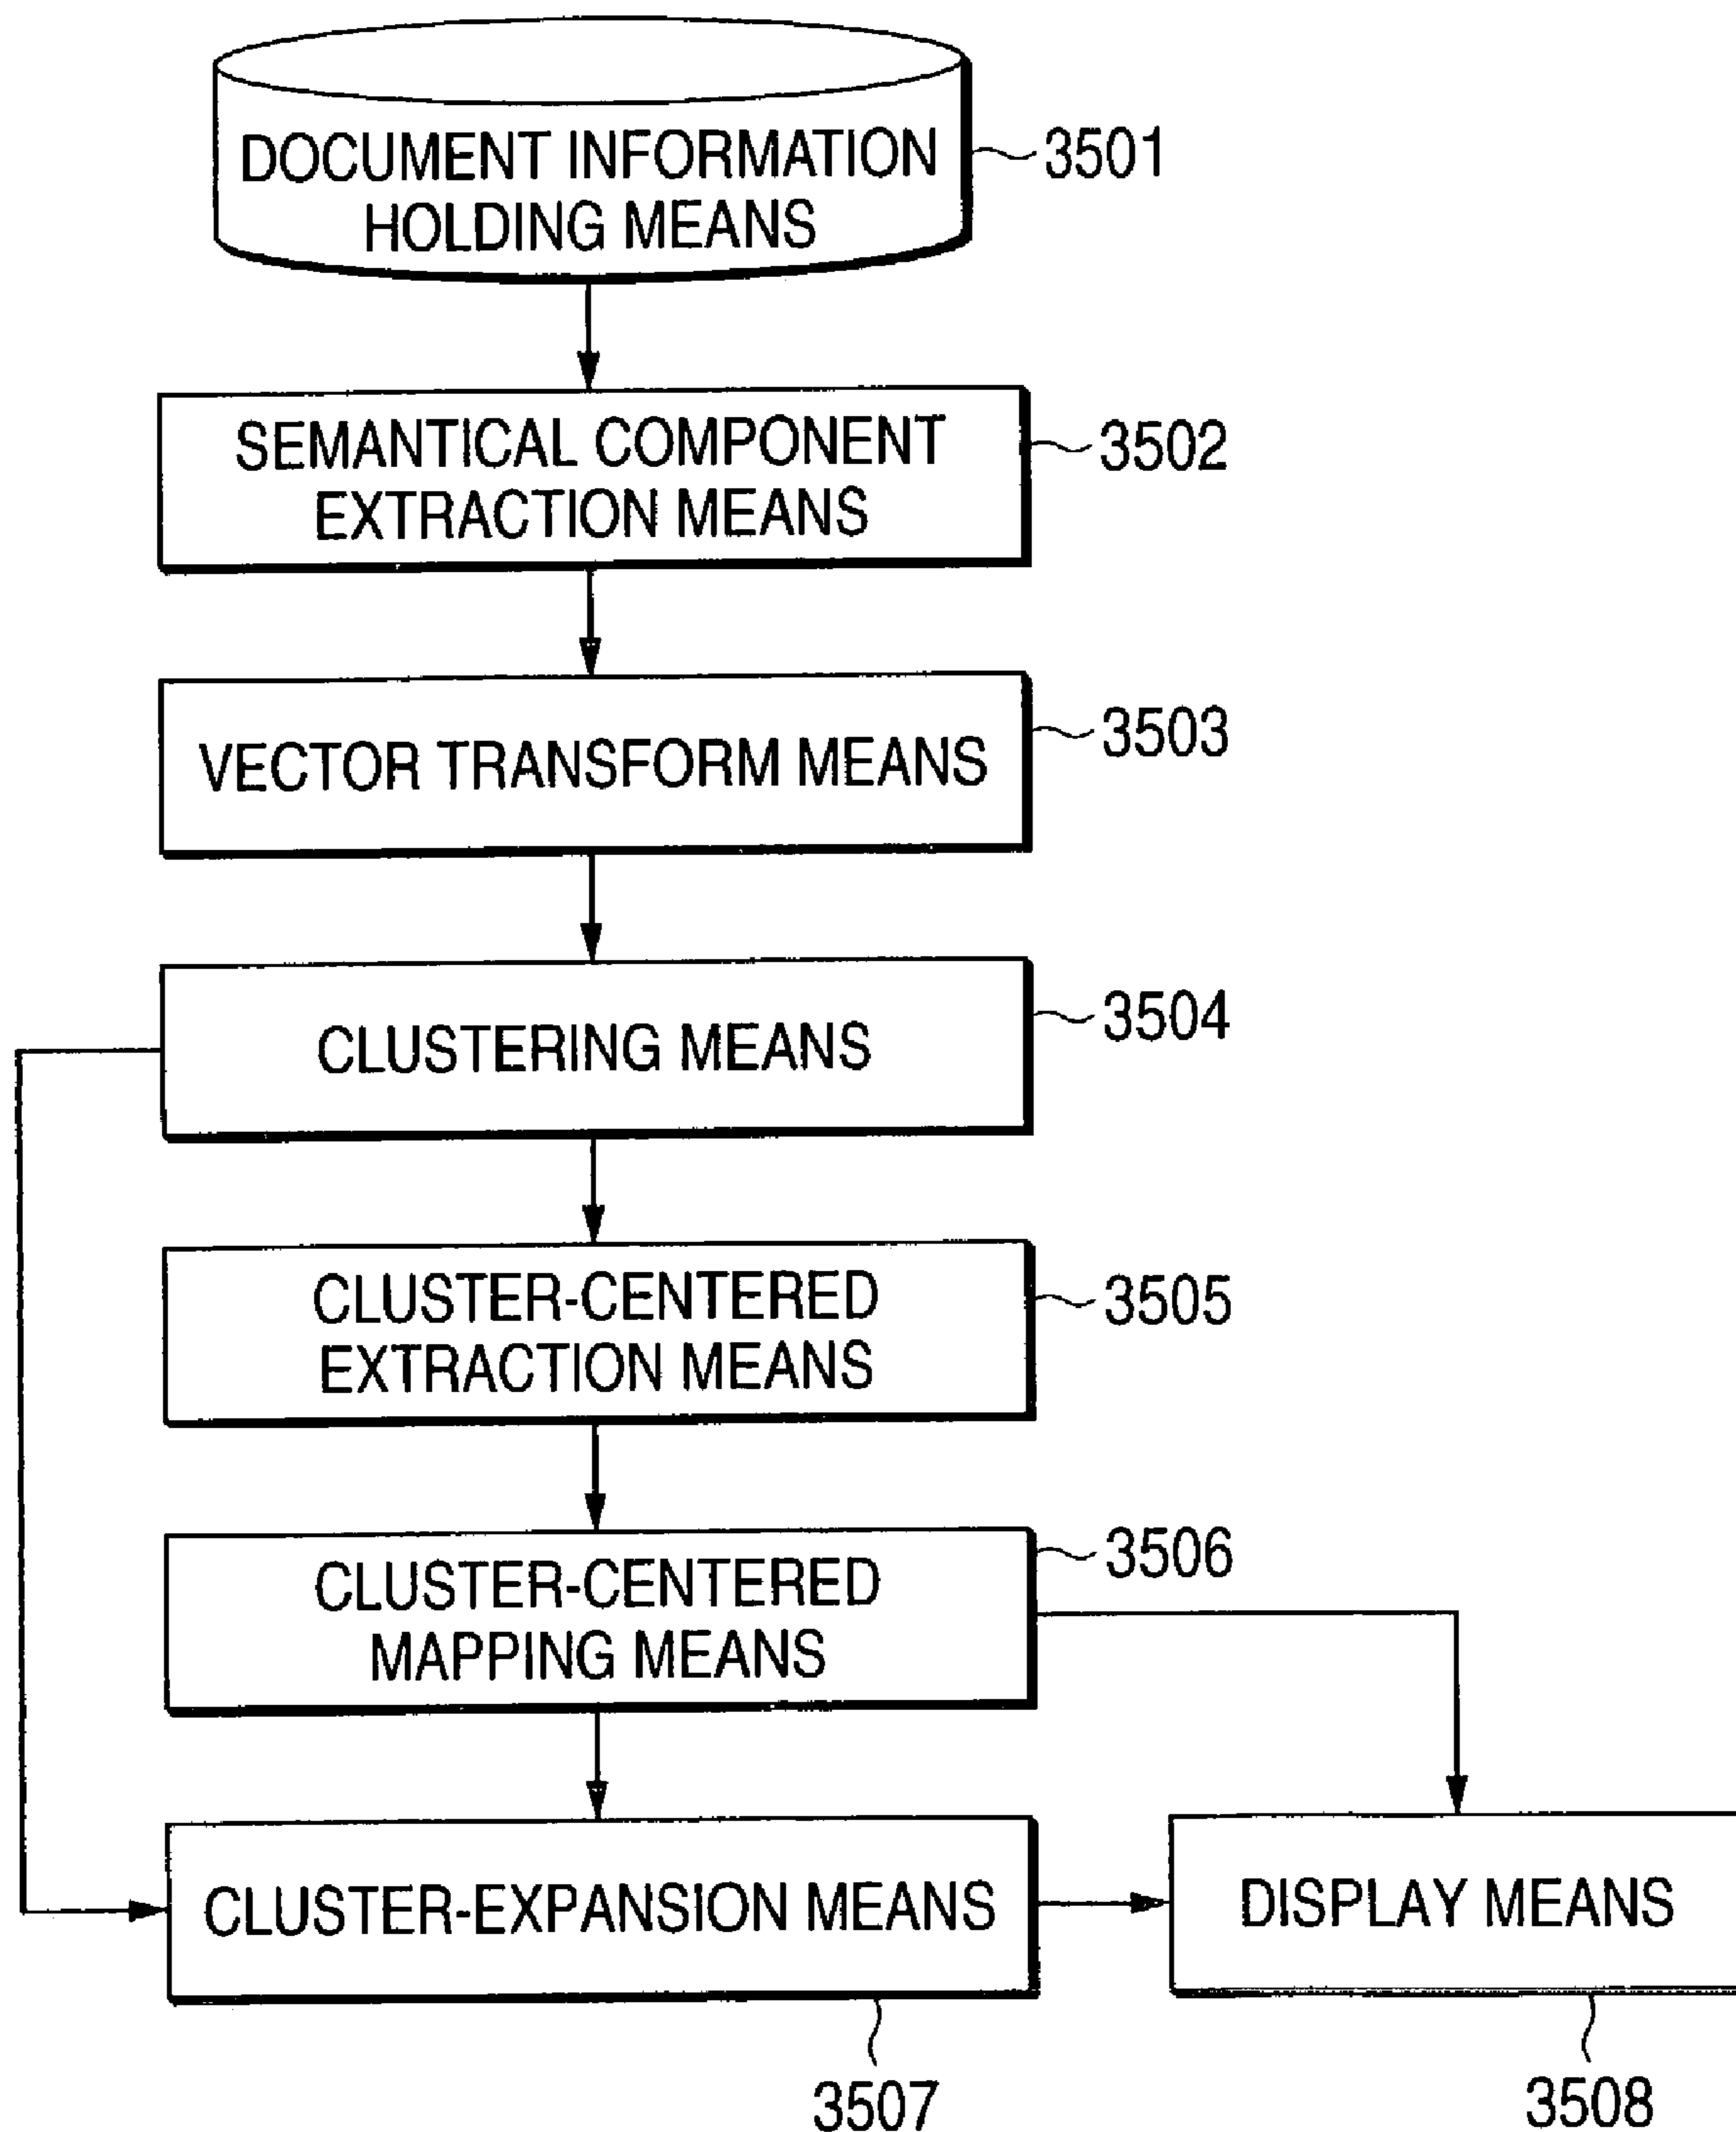 DOCUMENT INFORMATION
HOLDING MEANS
3501
SEMANTICAL COMPONENT
EXTRACTION MEANS
3502
VECTOR TRANSFORM MEANS
3503
CLUSTERING MEANS
3504
CLUSTER-CENTERED
EXTRACTION MEANS
3505
CLUSTER-CENTERED
MAPPING MEANS
3506
CLUSTER-EXPANSION MEANS
3507
DISPLAY MEANS
3508